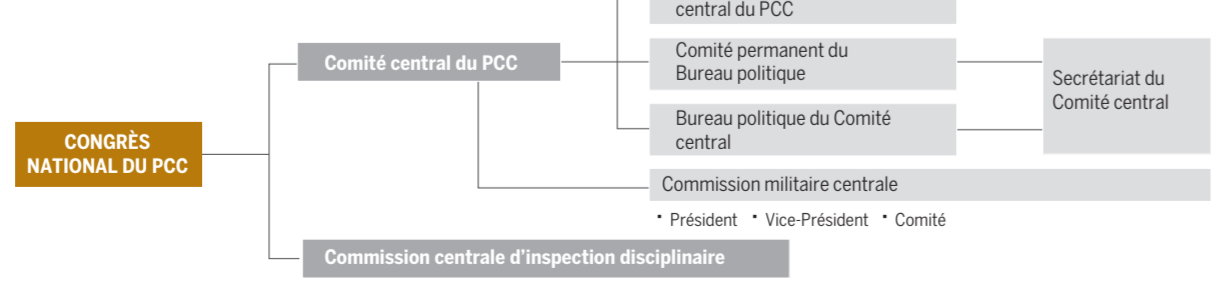 central du PCC
Comité central du PCC
Comité permanent du
Bureau politique
Secrétariat du
Comité central
Bureau politique du Comité
central
CONGRÈS
NATIONAL DU PCC
Commission militaire centrale
▪ Président ▪ Vice-Président ▪ Comité
Commission centrale d’inspection disciplinaire